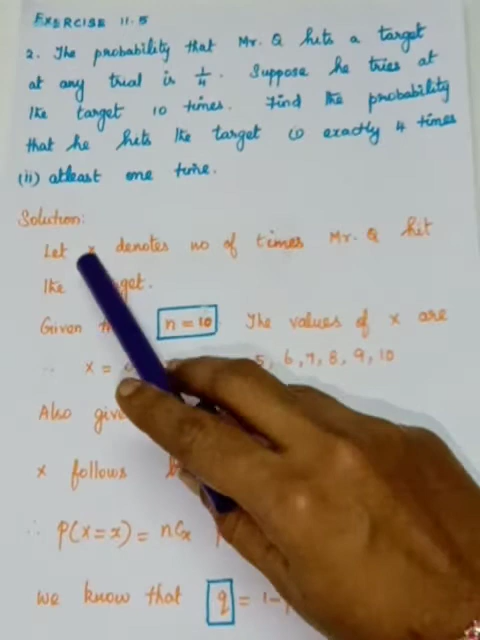 EXERCISE 11.5
2. The probability that Mr. Q hits a target
at any trial is 1/4. Suppose he tries at
the target 10 times. Find the probability
that he hits the target (i) exactly 4 times
(ii) atleast one time.
Solution:
Let denotes no of times Mr. Q hit
the
Given n = 10 The values of x are
∴ x = 5, 6, 7, 8, 9, 10
Also
x follows
∴ P(X=x) = nCx
we know that q = 1-